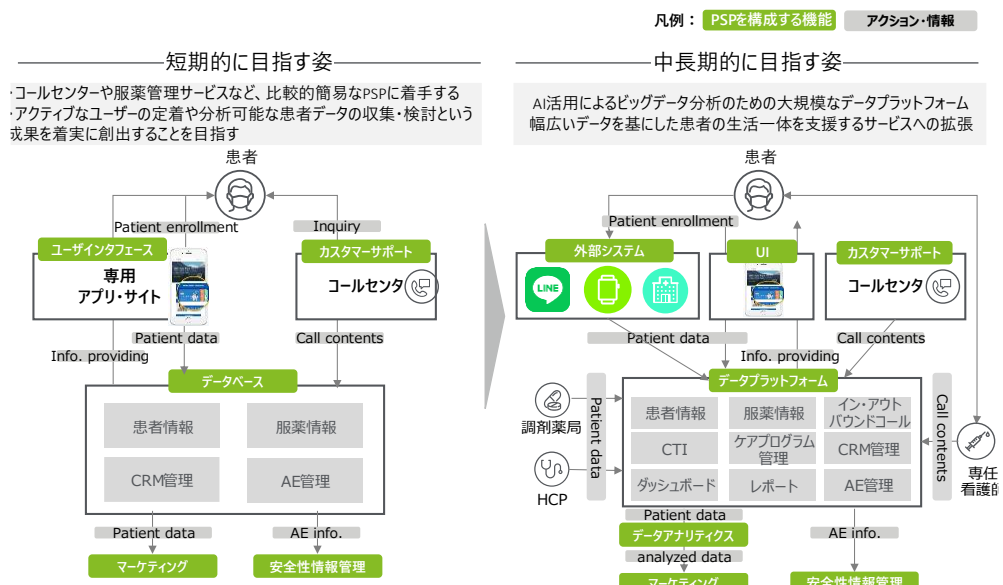 凡例：
PSPを構成する機能
アクション・情報
短期的に目指す姿
・コールセンターや服薬管理サービスなど、比較的簡易なPSPに着手する
・アクティブなユーザーの定着や分析可能な患者データの収集・検討という
成果を着実に創出することを目指す
患者
Patient enrollment
Inquiry
ユーザインタフェース
専用
アプリ・サイト
カスタマーサポート
コールセンタ
Patient data
Call contents
Info. providing
データベース
患者情報
服薬情報
CRM管理
AE管理
Patient data
AE info.
マーケティング
安全性情報管理
中長期的に目指す姿
AI活用によるビッグデータ分析のための大規模なデータプラットフォーム
幅広いデータを基にした患者の生活一体を支援するサービスへの拡張
患者
Patient enrollment
外部システム
UI
カスタマーサポート
LINE
コールセンタ
Patient data
Call contents
Info. providing
データプラットフォーム
調剤薬局
HCP
Patient data
患者情報
服薬情報
イン・アウト
バウンドコール
CTI
ケアプログラム
管理
CRM管理
ダッシュボード
レポート
AE管理
Call contents
専任
看護師
Patient data
AE info.
データアナリティクス
analyzed data
マーケティング
安全性情報管理